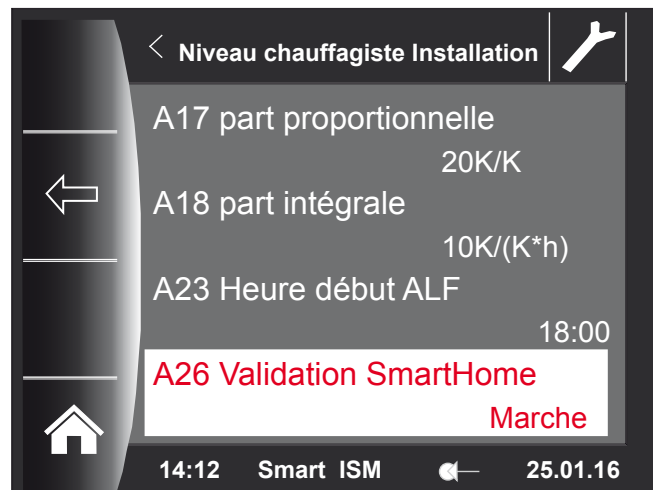 < Niveau chauffagiste Installation
A17 part proportionnelle
20K/K
A18 part intégrale
10K/(K*h)
A23 Heure début ALF
18:00
A26 Validation SmartHome
Marche
14:12 Smart ISM 25.01.16